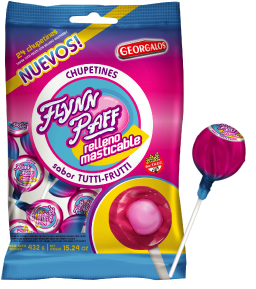 24 chupetines
¡NUEVOS!
GEORGALOS
CHUPETINES
FLYNN
PAFF
relleno
masticable
sabor TUTTI-FRUTTI
432 g
15.24 oz